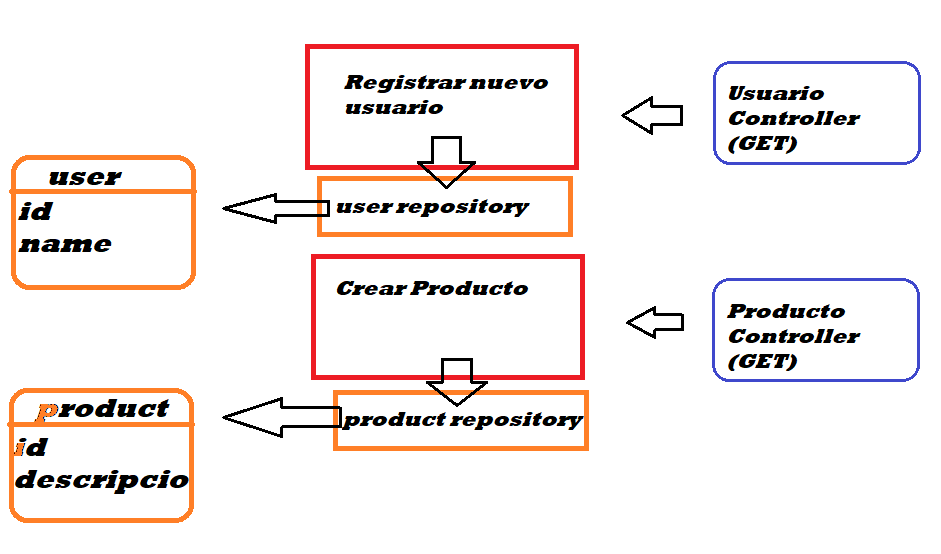 Registrar nuevo
usuario
Usuario
Controller
(GET)
user
id
name
user repository
Crear Producto
Producto
Controller
(GET)
product
id
descripcio
product repository